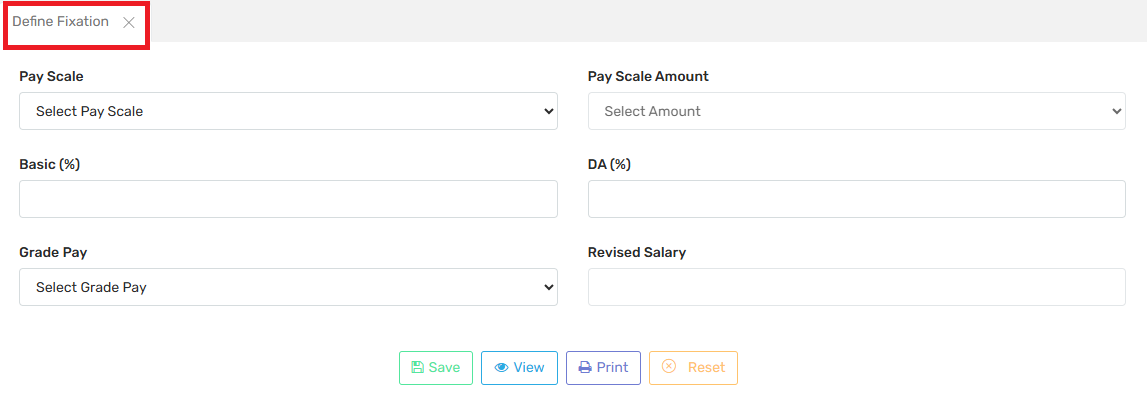 Define Fixation
Pay Scale
Pay Scale Amount
Select Pay Scale
Select Amount
Basic (%)
DA (%)
Grade Pay
Revised Salary
Select Grade Pay
Save View Print Reset